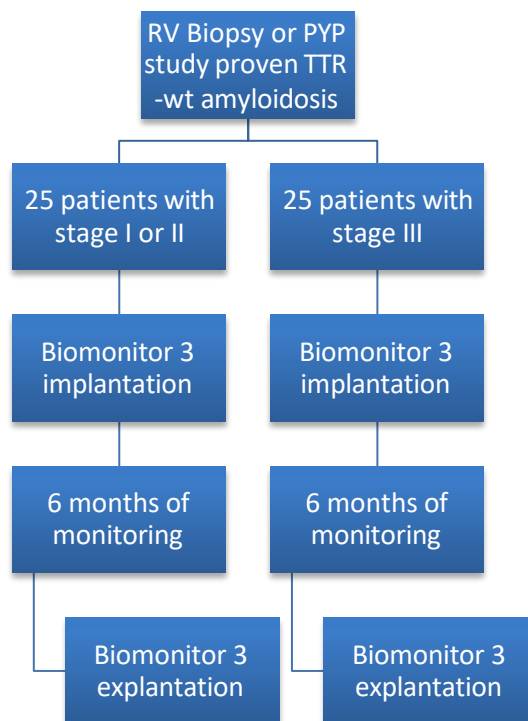 RV Biopsy or PYP
study proven TTR
-wt amyloidosis
25 patients with
stage I or II
25 patients with
stage III
Biomonitor 3
implantation
Biomonitor 3
implantation
6 months of
monitoring
6 months of
monitoring
Biomonitor 3
explantation
Biomonitor 3
explantation